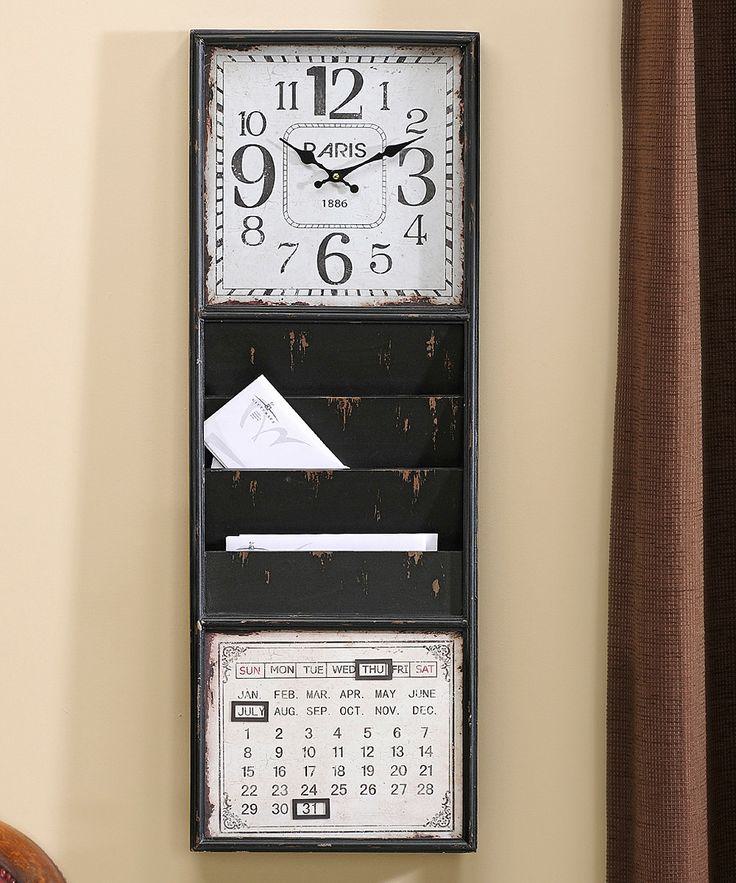 11 12 1
10 2
PARIS
9 3
1886
8 4
7 6 5
SUN MON TUE WED THU FRI SAT
JAN. FEB. MAR. APR. MAY JUNE
JULY AUG. SEP. OCT. NOV. DEC.
1 2 3 4 5 6 7
8 9 10 11 12 13 14
15 16 17 18 19 20 21
22 23 24 25 26 27 28
29 30 31